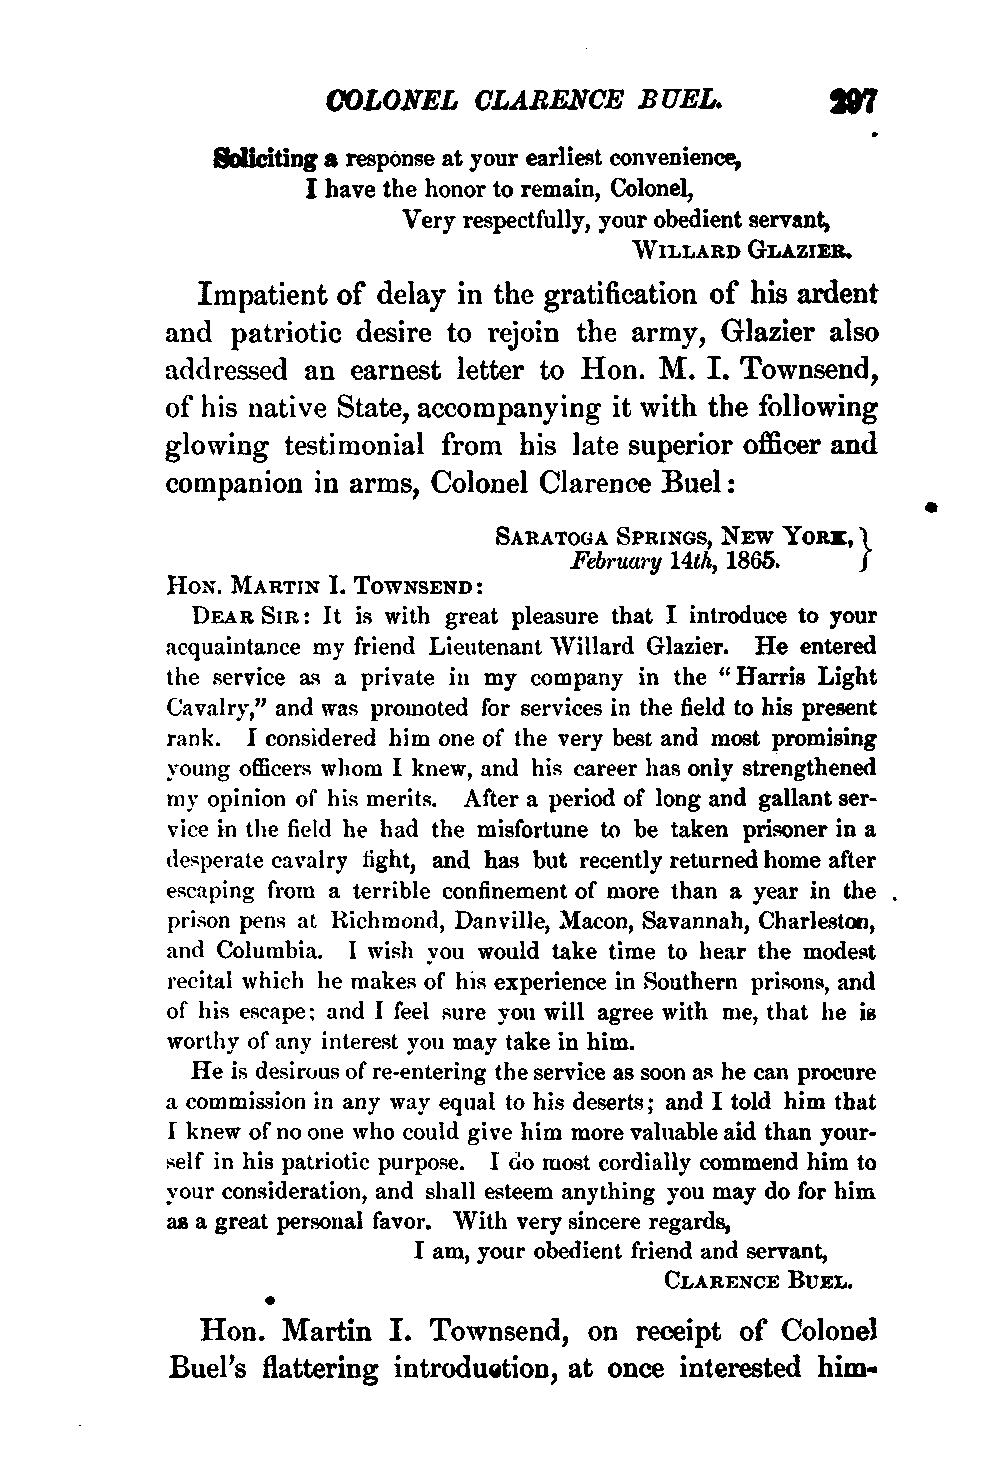 COLONEL CLARENCE BUEL. 297
Soliciting a response at your earliest convenience,
I have the honor to remain, Colonel,
Very respectfully, your obedient servant,
WILLARD GLAZIER.
Impatient of delay in the gratification of his ardent
and patriotic desire to rejoin the army, Glazier also
addressed an earnest letter to Hon. M. I. Townsend,
of his native State, accompanying it with the following
glowing testimonial from his late superior officer and
companion in arms, Colonel Clarence Buel:
SARATOGA SPRINGS, NEW YORK, }
February 14th, 1865.
HON. MARTIN I. TOWNSEND:
DEAR SIR: It is with great pleasure that I introduce to your
acquaintance my friend Lieutenant Willard Glazier. He entered
the service as a private in my company in the "Harris Light
Cavalry," and was promoted for services in the field to his present
rank. I considered him one of the very best and most promising
young officers whom I knew, and his career has only strengthened
my opinion of his merits. After a period of long and gallant ser-
vice in the field he had the misfortune to be taken prisoner in a
desperate cavalry fight, and has but recently returned home after
escaping from a terrible confinement of more than a year in the
prison pens at Richmond, Danville, Macon, Savannah, Charleston,
and Columbia. I wish you would take time to hear the modest
recital which he makes of his experience in Southern prisons, and
of his escape; and I feel sure you will agree with me, that he is
worthy of any interest you may take in him.
He is desirous of re-entering the service as soon as he can procure
a commission in any way equal to his deserts; and I told him that
I knew of no one who could give him more valuable aid than your-
self in his patriotic purpose. I do most cordially commend him to
your consideration, and shall esteem anything you may do for him
as a great personal favor. With very sincere regards,
I am, your obedient friend and servant,
CLARENCE BUEL.
Hon. Martin I. Townsend, on receipt of Colonel
Buel's flattering introduction, at once interested him-